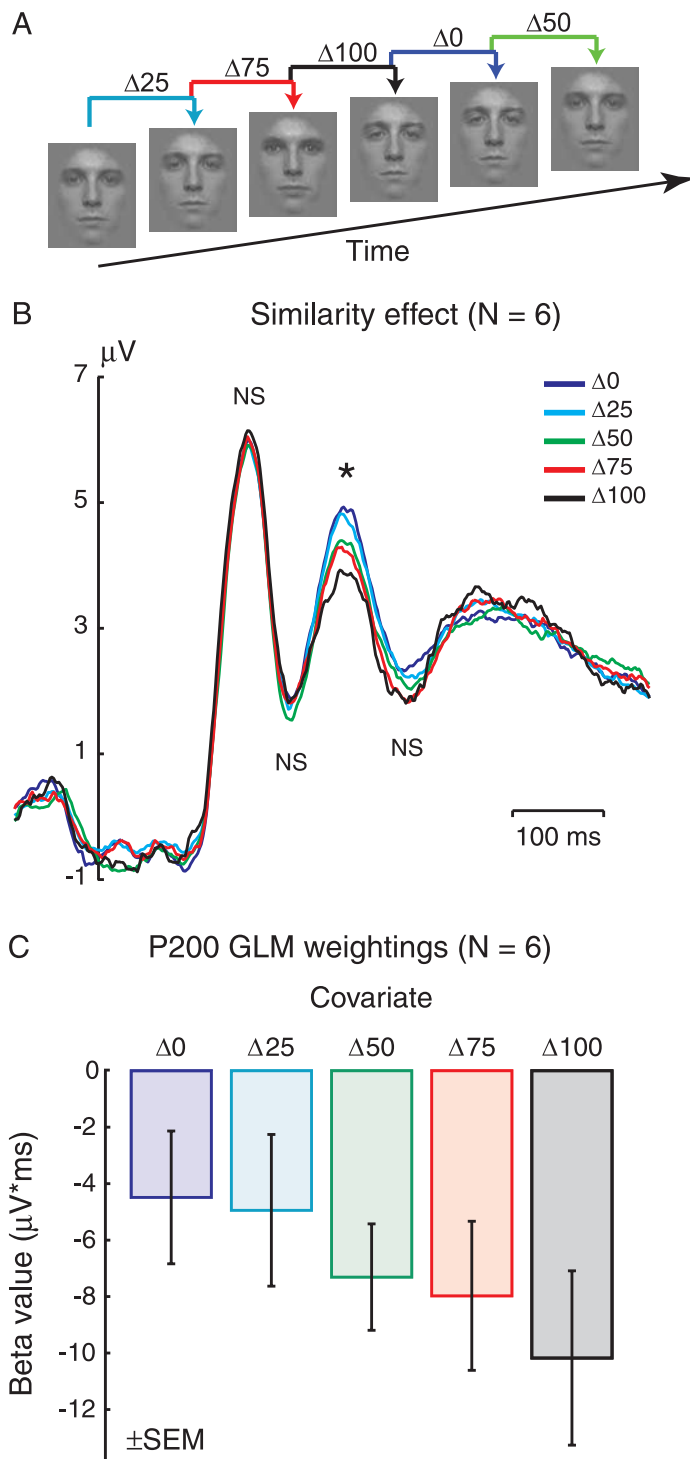 A
Δ25
Δ75
Δ100
Δ0
Δ50
Time
B
Similarity effect (N = 6)
μV
7
5
3
1
-1
NS
*
NS
NS
Δ0
Δ25
Δ50
Δ75
Δ100
100 ms
C
P200 GLM weightings (N = 6)
Covariate
Δ0 Δ25 Δ50 Δ75 Δ100
0
-2
-4
-6
-8
-10
-12
Beta value (μV*ms)
±SEM